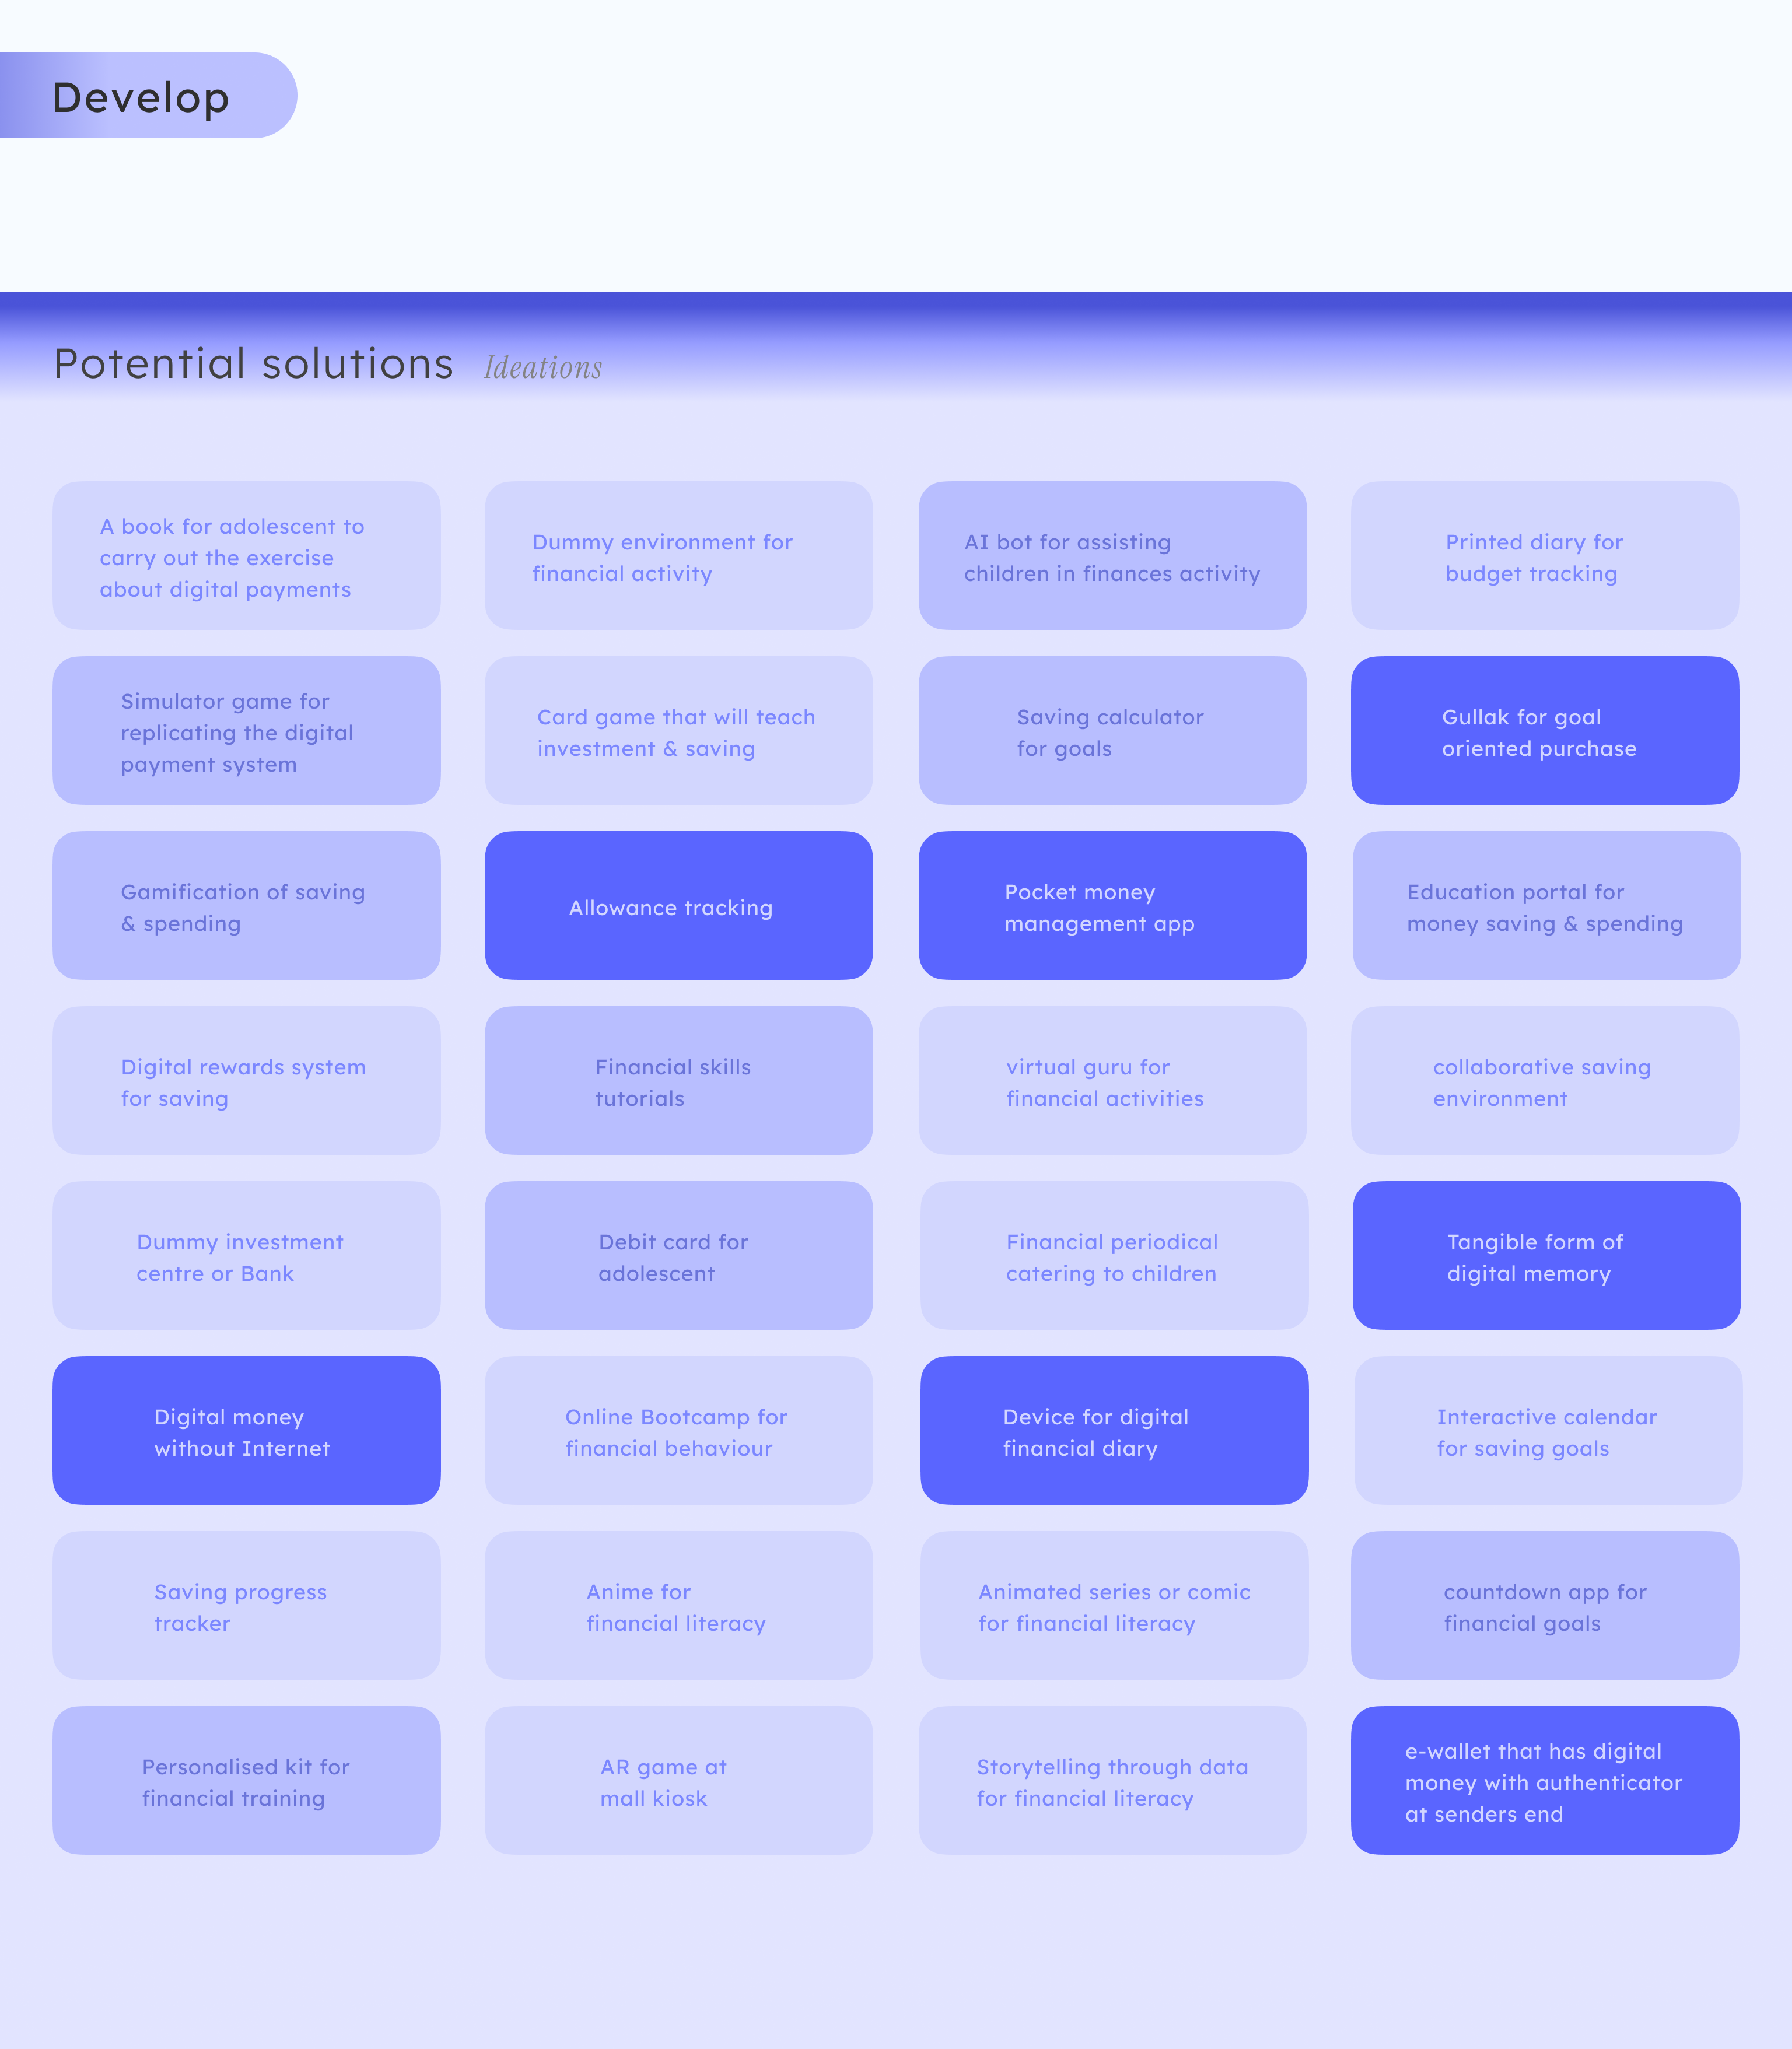 Develop
Potential solutions Ideations
A book for adolescent to
carry out the exercise
about digital payments
Dummy environment for
financial activity
AI bot for assisting
children in finances activity
Printed diary for
budget tracking
Simulator game for
replicating the digital
payment system
Card game that will teach
investment & saving
Saving calculator
for goals
Gullak for goal
oriented purchase
Gamification of saving
& spending
Allowance tracking
Pocket money
management app
Education portal for
money saving & spending
Digital rewards system
for saving
Financial skills
tutorials
virtual guru for
financial activities
collaborative saving
environment
Dummy investment
centre or Bank
Debit card for
adolescent
Financial periodical
catering to children
Tangible form of
digital memory
Digital money
without Internet
Online Bootcamp for
financial behaviour
Device for digital
financial diary
Interactive calendar
for saving goals
Saving progress
tracker
Anime for
financial literacy
Animated series or comic
for financial literacy
countdown app for
financial goals
Personalised kit for
financial training
AR game at
mall kiosk
Storytelling through data
for financial literacy
e-wallet that has digital
money with authenticator
at senders end